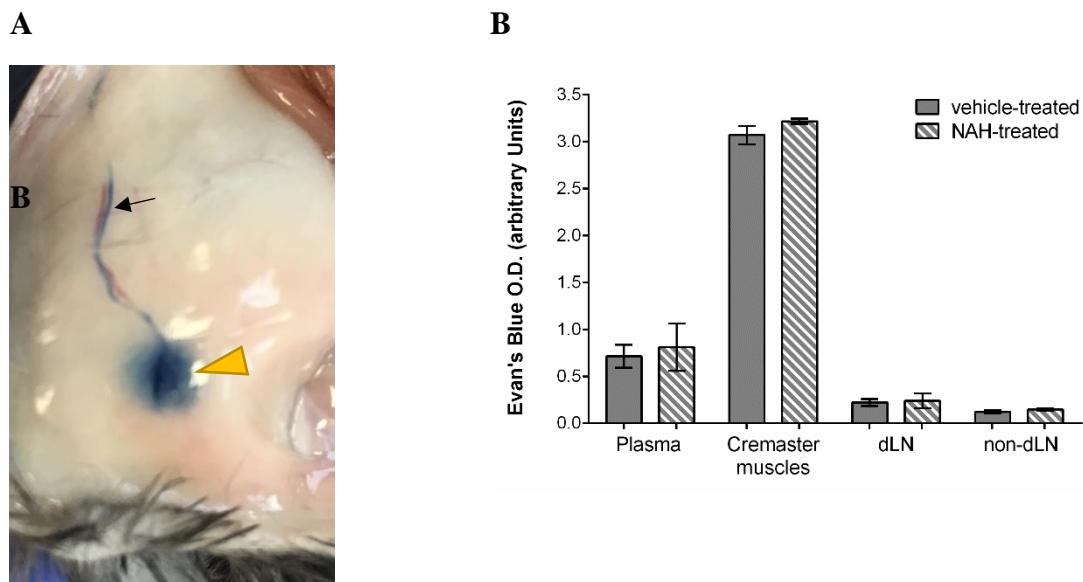 A
B
B
Evan's Blue O.D. (arbitrary Units)
3.5
3.0
2.5
2.0
1.5
1.0
0.5
0.0
vehicle-treated
NAH-treated
Plasma
Cremaster
muscles
dLN
non-dLN